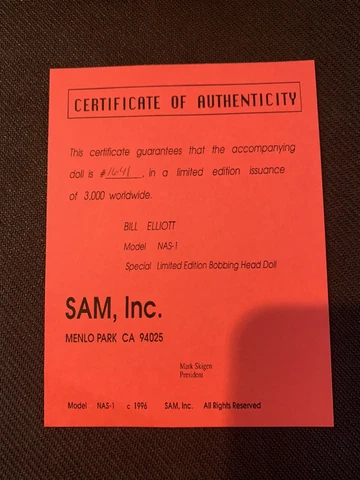 CERTIFICATE OF AUTHENTICITY
This certificate guarantees that the accompanying
doll is #1641, in a limited edition issuance
of 3,000 worldwide.
BILL ELLIOTT
Model NAS-1
Special Limited Edition Bobbing Head Doll
SAM, Inc.
MENLO PARK CA 94025
Mark Skigen
President
Model NAS-1 c 1996 SAM, Inc. All Rights Reserved